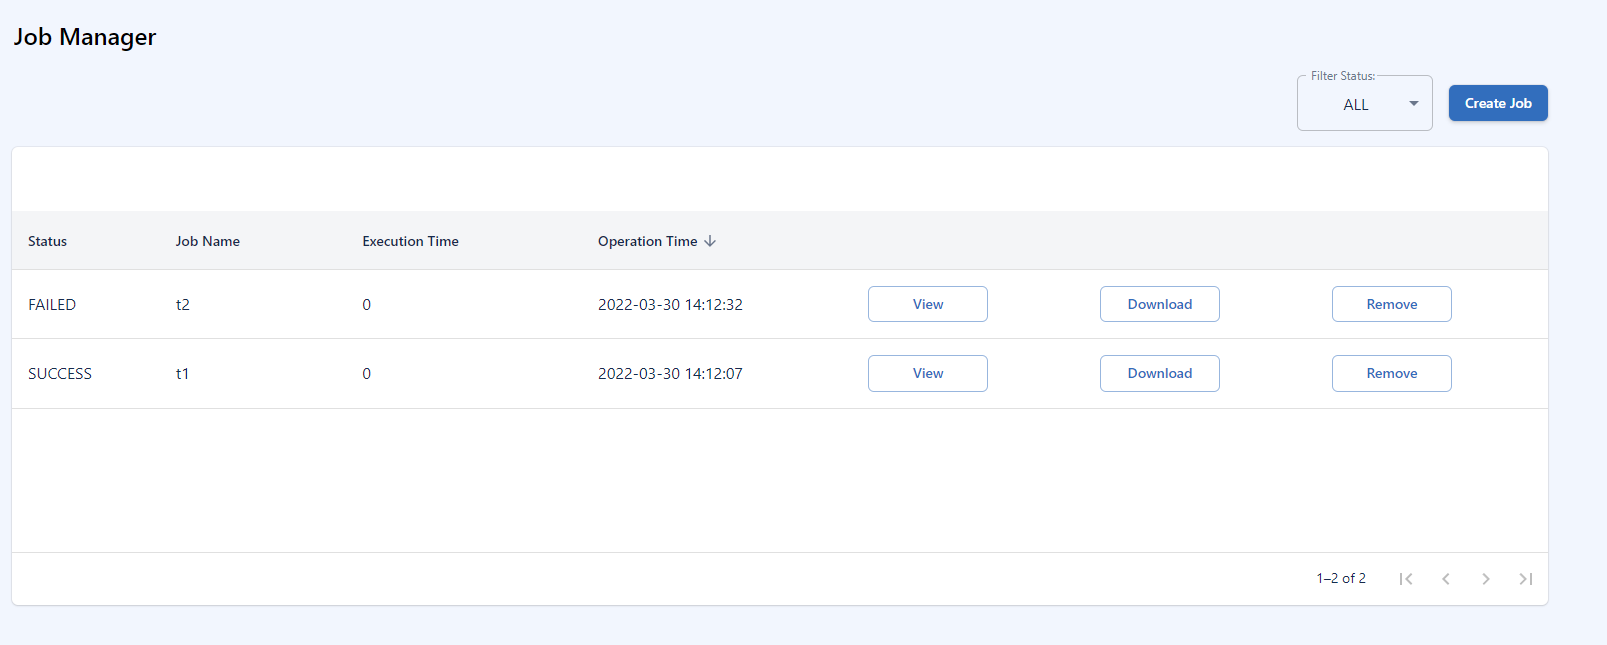 Job Manager
Filter Status:
ALL
Create Job
Status Job Name Execution Time Operation Time
FAILED t2 0 2022-03-30 14:12:32 View Download Remove
SUCCESS t1 0 2022-03-30 14:12:07 View Download Remove
1–2 of 2